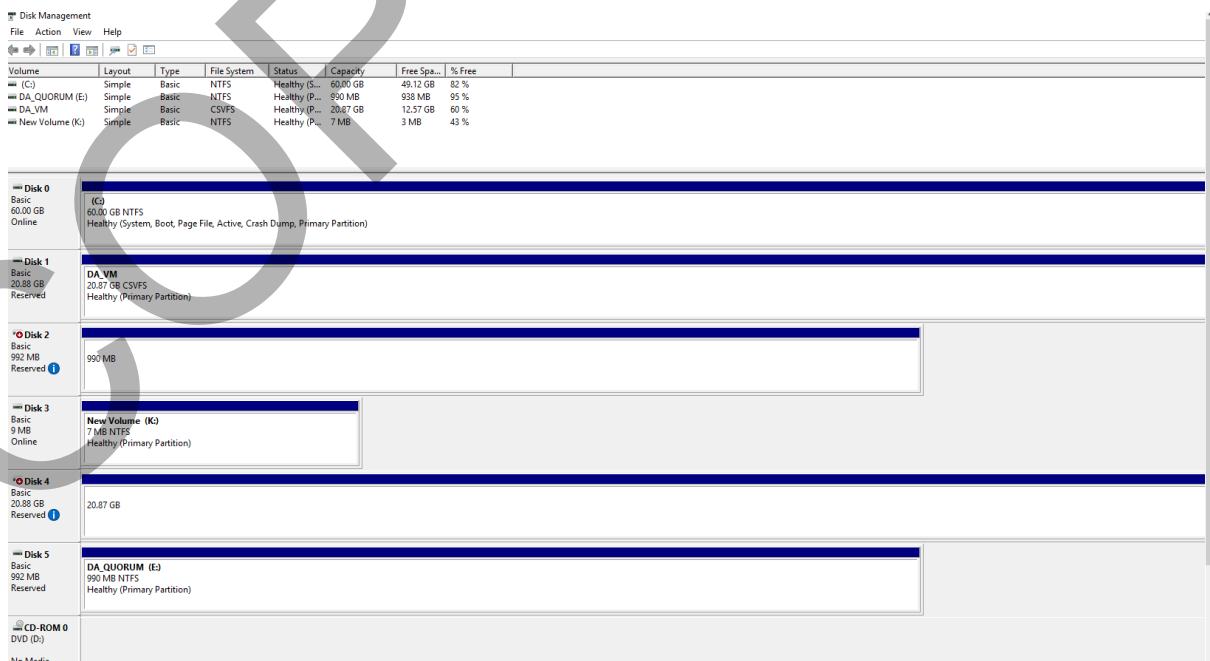 Disk Management
File Action View Help
Volume Layout Type File System Status Capacity Free Spa... % Free
(C:) Simple Basic NTFS Healthy (S... 60.00 GB 49.12 GB 82 %
DA_QUORUM (E:) Simple Basic NTFS Healthy (P... 990 MB 938 MB 95 %
DA_VM Simple Basic CSVFS Healthy (P... 20.87 GB 12.57 GB 60 %
New Volume (K:) Simple Basic NTFS Healthy (P... 7 MB 3 MB 43 %
Disk 0
Basic
60.00 GB
Online
(C:)
60.00 GB NTFS
Healthy (System, Boot, Page File, Active, Crash Dump, Primary Partition)
Disk 1
Basic
20.88 GB
Reserved
DA_VM
20.87 GB CSVFS
Healthy (Primary Partition)
Disk 2
Basic
992 MB
Reserved
990 MB
Disk 3
Basic
9 MB
Online
New Volume (K:)
7 MB NTFS
Healthy (Primary Partition)
Disk 4
Basic
20.88 GB
Reserved
20.87 GB
Disk 5
Basic
992 MB
Reserved
DA_QUORUM (E:)
990 MB NTFS
Healthy (Primary Partition)
CD-ROM 0
DVD (D:)
No Media